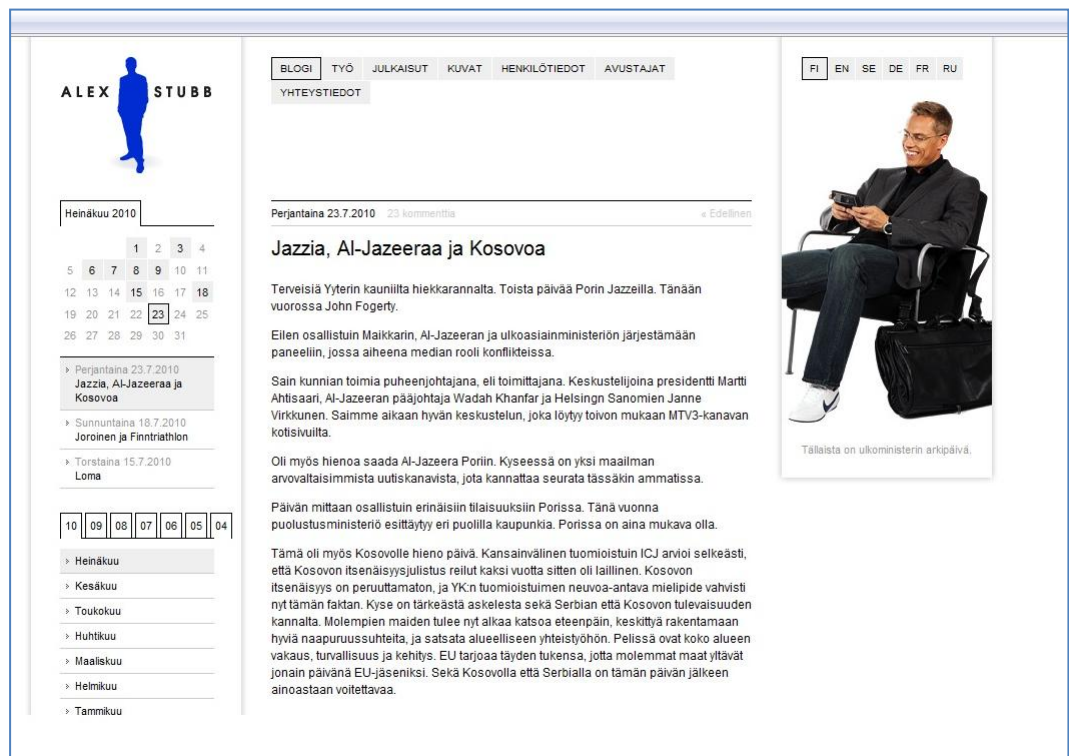 ALEX STUBB
Heinäkuu 2010
1 2 3 4
5 6 7 8 9 10 11
12 13 14 15 16 17 18
19 20 21 22 23 24 25
26 27 28 29 30 31
Perjantaina 23.7.2010
Jazzia, Al-Jazeeraa ja
Kosovoa
Sunnuntaina 18.7.2010
Joroinen ja Finntriathlon
Torstaina 15.7.2010
Loma
10 09 08 07 06 05 04
Heinäkuu
Kesäkuu
Toukokuu
Huhtikuu
Maaliskuu
Helmikuu
Tammikuu
BLOGI TYÖ JULKAISUT KUVAT HENKILÖTIEDOT AVUSTAJAT
YHTEYSTIEDOT
Perjantaina 23.7.2010 23 kommenttia « Edellinen
Jazzia, Al-Jazeeraa ja Kosovoa
Terveisiä Yyterin kauniilta hiekkarannalta. Toista päivää Porin Jazzeilla. Tänään
vuorossa John Fogerty.
Eilen osallistuin Maikkarin, Al-Jazeeran ja ulkoasiainministeriön järjestämään
paneeliin, jossa aiheena median rooli konflikteissa.
Sain kunnian toimia puheenjohtajana, eli toimittajana. Keskustelijoina presidentti Martti
Ahtisaari, Al-Jazeeran pääjohtaja Wadah Khanfar ja Helsingn Sanomien Janne
Virkkunen. Saimme aikaan hyvän keskustelun, joka löytyy toivon mukaan MTV3-kanavan
kotisivuilta.
Oli myös hienoa saada Al-Jazeera Poriin. Kyseessä on yksi maailman
arvovaltaisimmista uutiskanavista, jota kannattaa seurata tässäkin ammatissa.
Päivän mittaan osallistuin erinäisiin tilaisuuksiin Porissa. Tänä vuonna
puolustusministeriö esittäytyy eri puolilla kaupunkia. Porissa on aina mukava olla.
Tämä oli myös Kosovolle hieno päivä. Kansainvälinen tuomioistuin ICJ arvioi selkeästi,
että Kosovon itsenäisyysjulistus reilut kaksi vuotta sitten oli laillinen. Kosovon
itsenäisyys on peruuttamaton, ja YK:n tuomioistuimen neuvoa-antava mielipide vahvisti
nyt tämän faktan. Kyse on tärkeästä askelesta sekä Serbian että Kosovon tulevaisuuden
kannalta. Molempien maiden tulee nyt alkaa katsoa eteenpäin, keskittyä rakentamaan
hyviä naapuruussuhteita, ja satsata alueelliseen yhteistyöhön. Pelissä ovat koko alueen
vakaus, turvallisuus ja kehitys. EU tarjoaa täyden tukensa, jotta molemmat maat yltävät
jonain päivänä EU-jäseniksi. Sekä Kosovolla että Serbialla on tämän päivän jälkeen
ainoastaan voitettavaa.
FI EN SE DE FR RU
Tällaista on ulkoministerin arkipäivä.